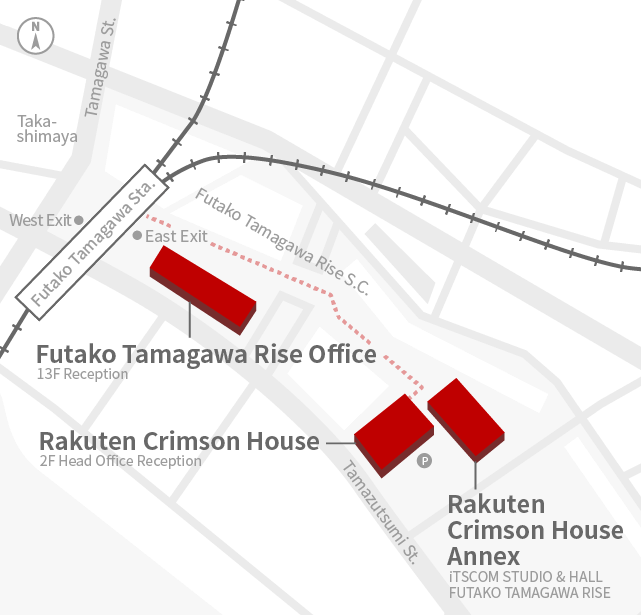 N
Tamagawa St.
Taka-
shimaya
Futako Tamagawa Sta.
West Exit
East Exit
Futako Tamagawa Rise S.C.
Futako Tamagawa Rise Office
13F Reception
Rakuten Crimson House
2F Head Office Reception
P
Tamazutsumi St.
Rakuten
Crimson House
Annex
iTSCOM STUDIO & HALL
FUTAKO TAMAGAWA RISE